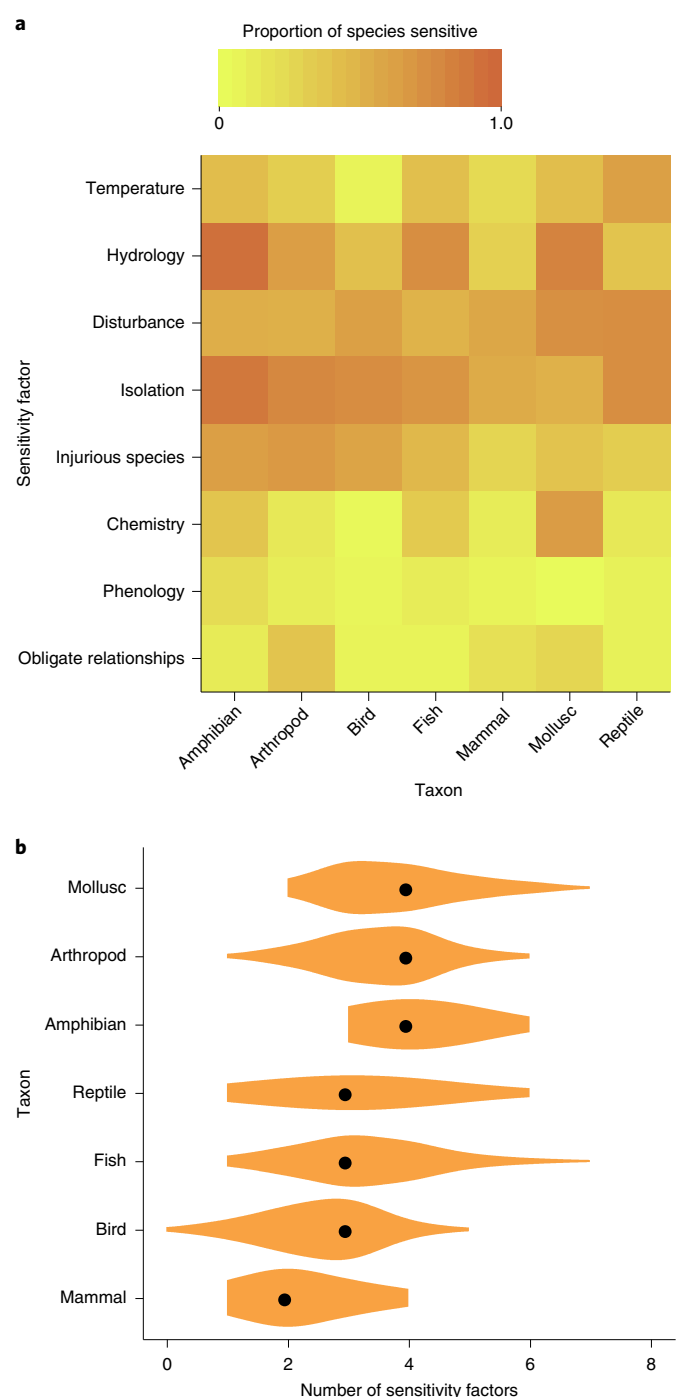 a
Proportion of species sensitive
0 1.0
Temperature
Hydrology
Disturbance
Isolation
Injurious species
Chemistry
Phenology
Obligate relationships
Sensitivity factor
Amphibian Arthropod Bird Fish Mammal Mollusc Reptile
Taxon
b
Mollusc
Arthropod
Amphibian
Reptile
Fish
Bird
Mammal
Taxon
0 2 4 6 8
Number of sensitivity factors